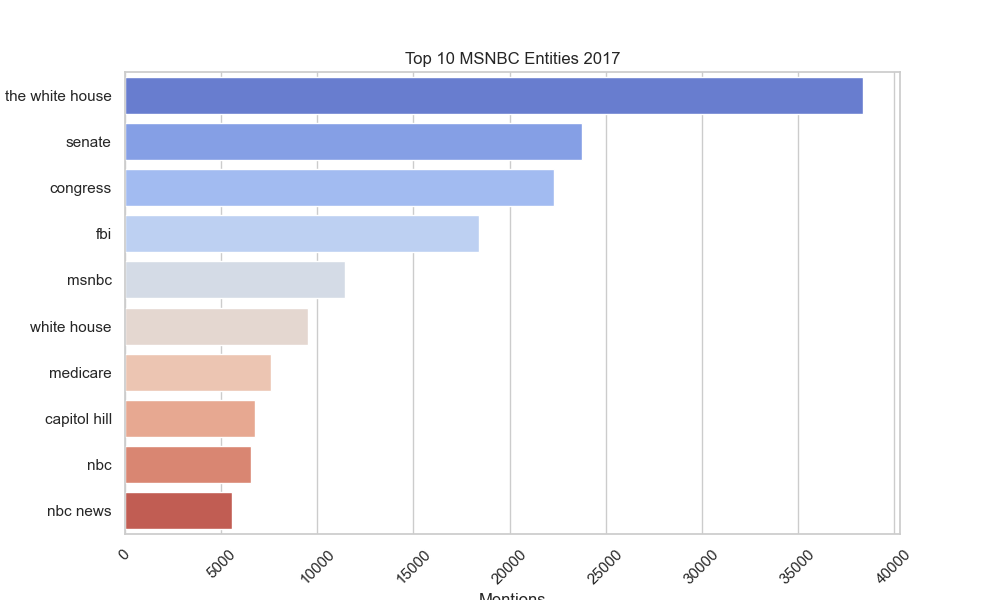 Top 10 MSNBC Entities 2017
the white house
senate
congress
fbi
msnbc
white house
medicare
capitol hill
nbc
nbc news
0 5000 10000 15000 20000 25000 30000 35000 40000
Mentions